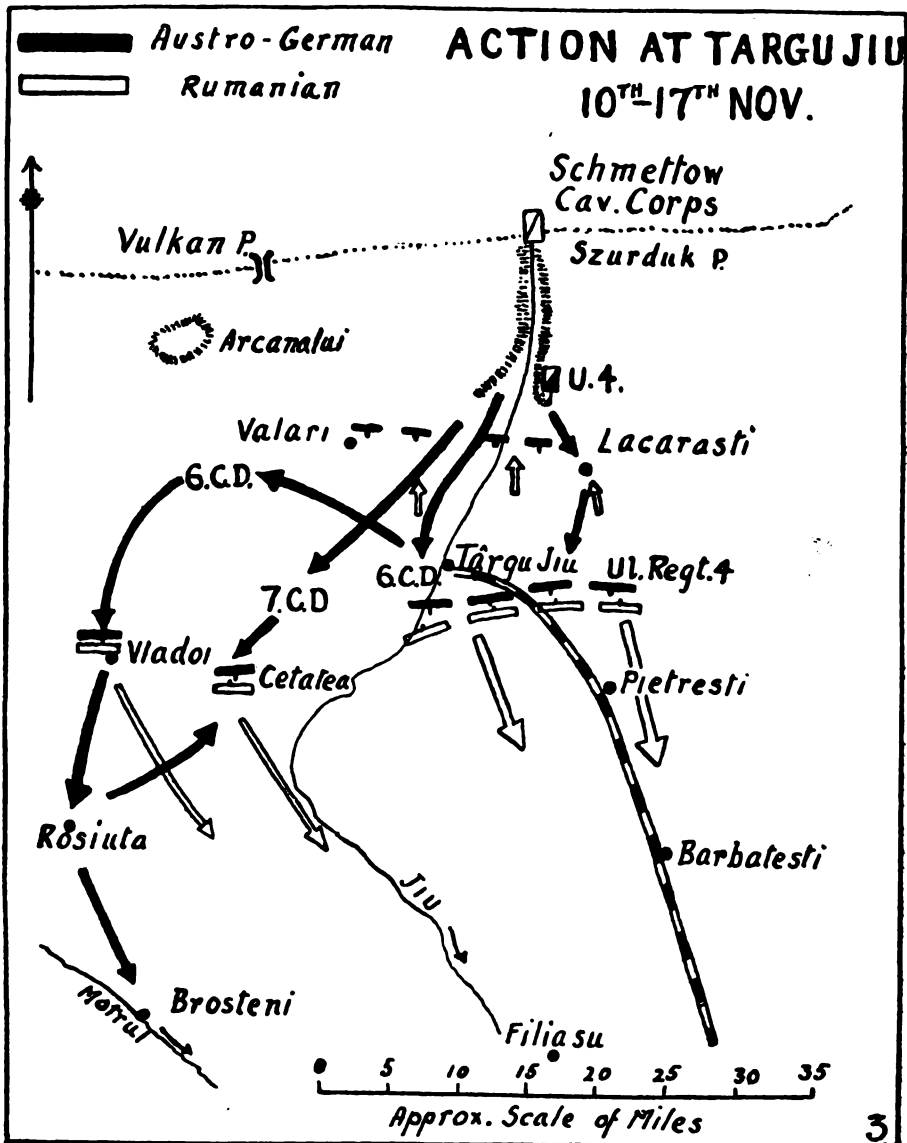 Austro-German
Rumanian
ACTION AT TARGU JIU
10TH-17TH NOV.
Schmettow
Cav. Corps
Vulkan P.
Szurduk P.
Arcanalui
U.4.
Valari
Lacarasti
6.C.D.
Târgu Jiu
6.C.D.
Ul. Regt. 4
7.C.D
Vladoi
Cetatea
Pietresti
Rosiuta
Barbatesti
Jiu
Motrul
Brosteni
Filiasu
0 5 10 15 20 25 30 35
Approx. Scale of Miles
3